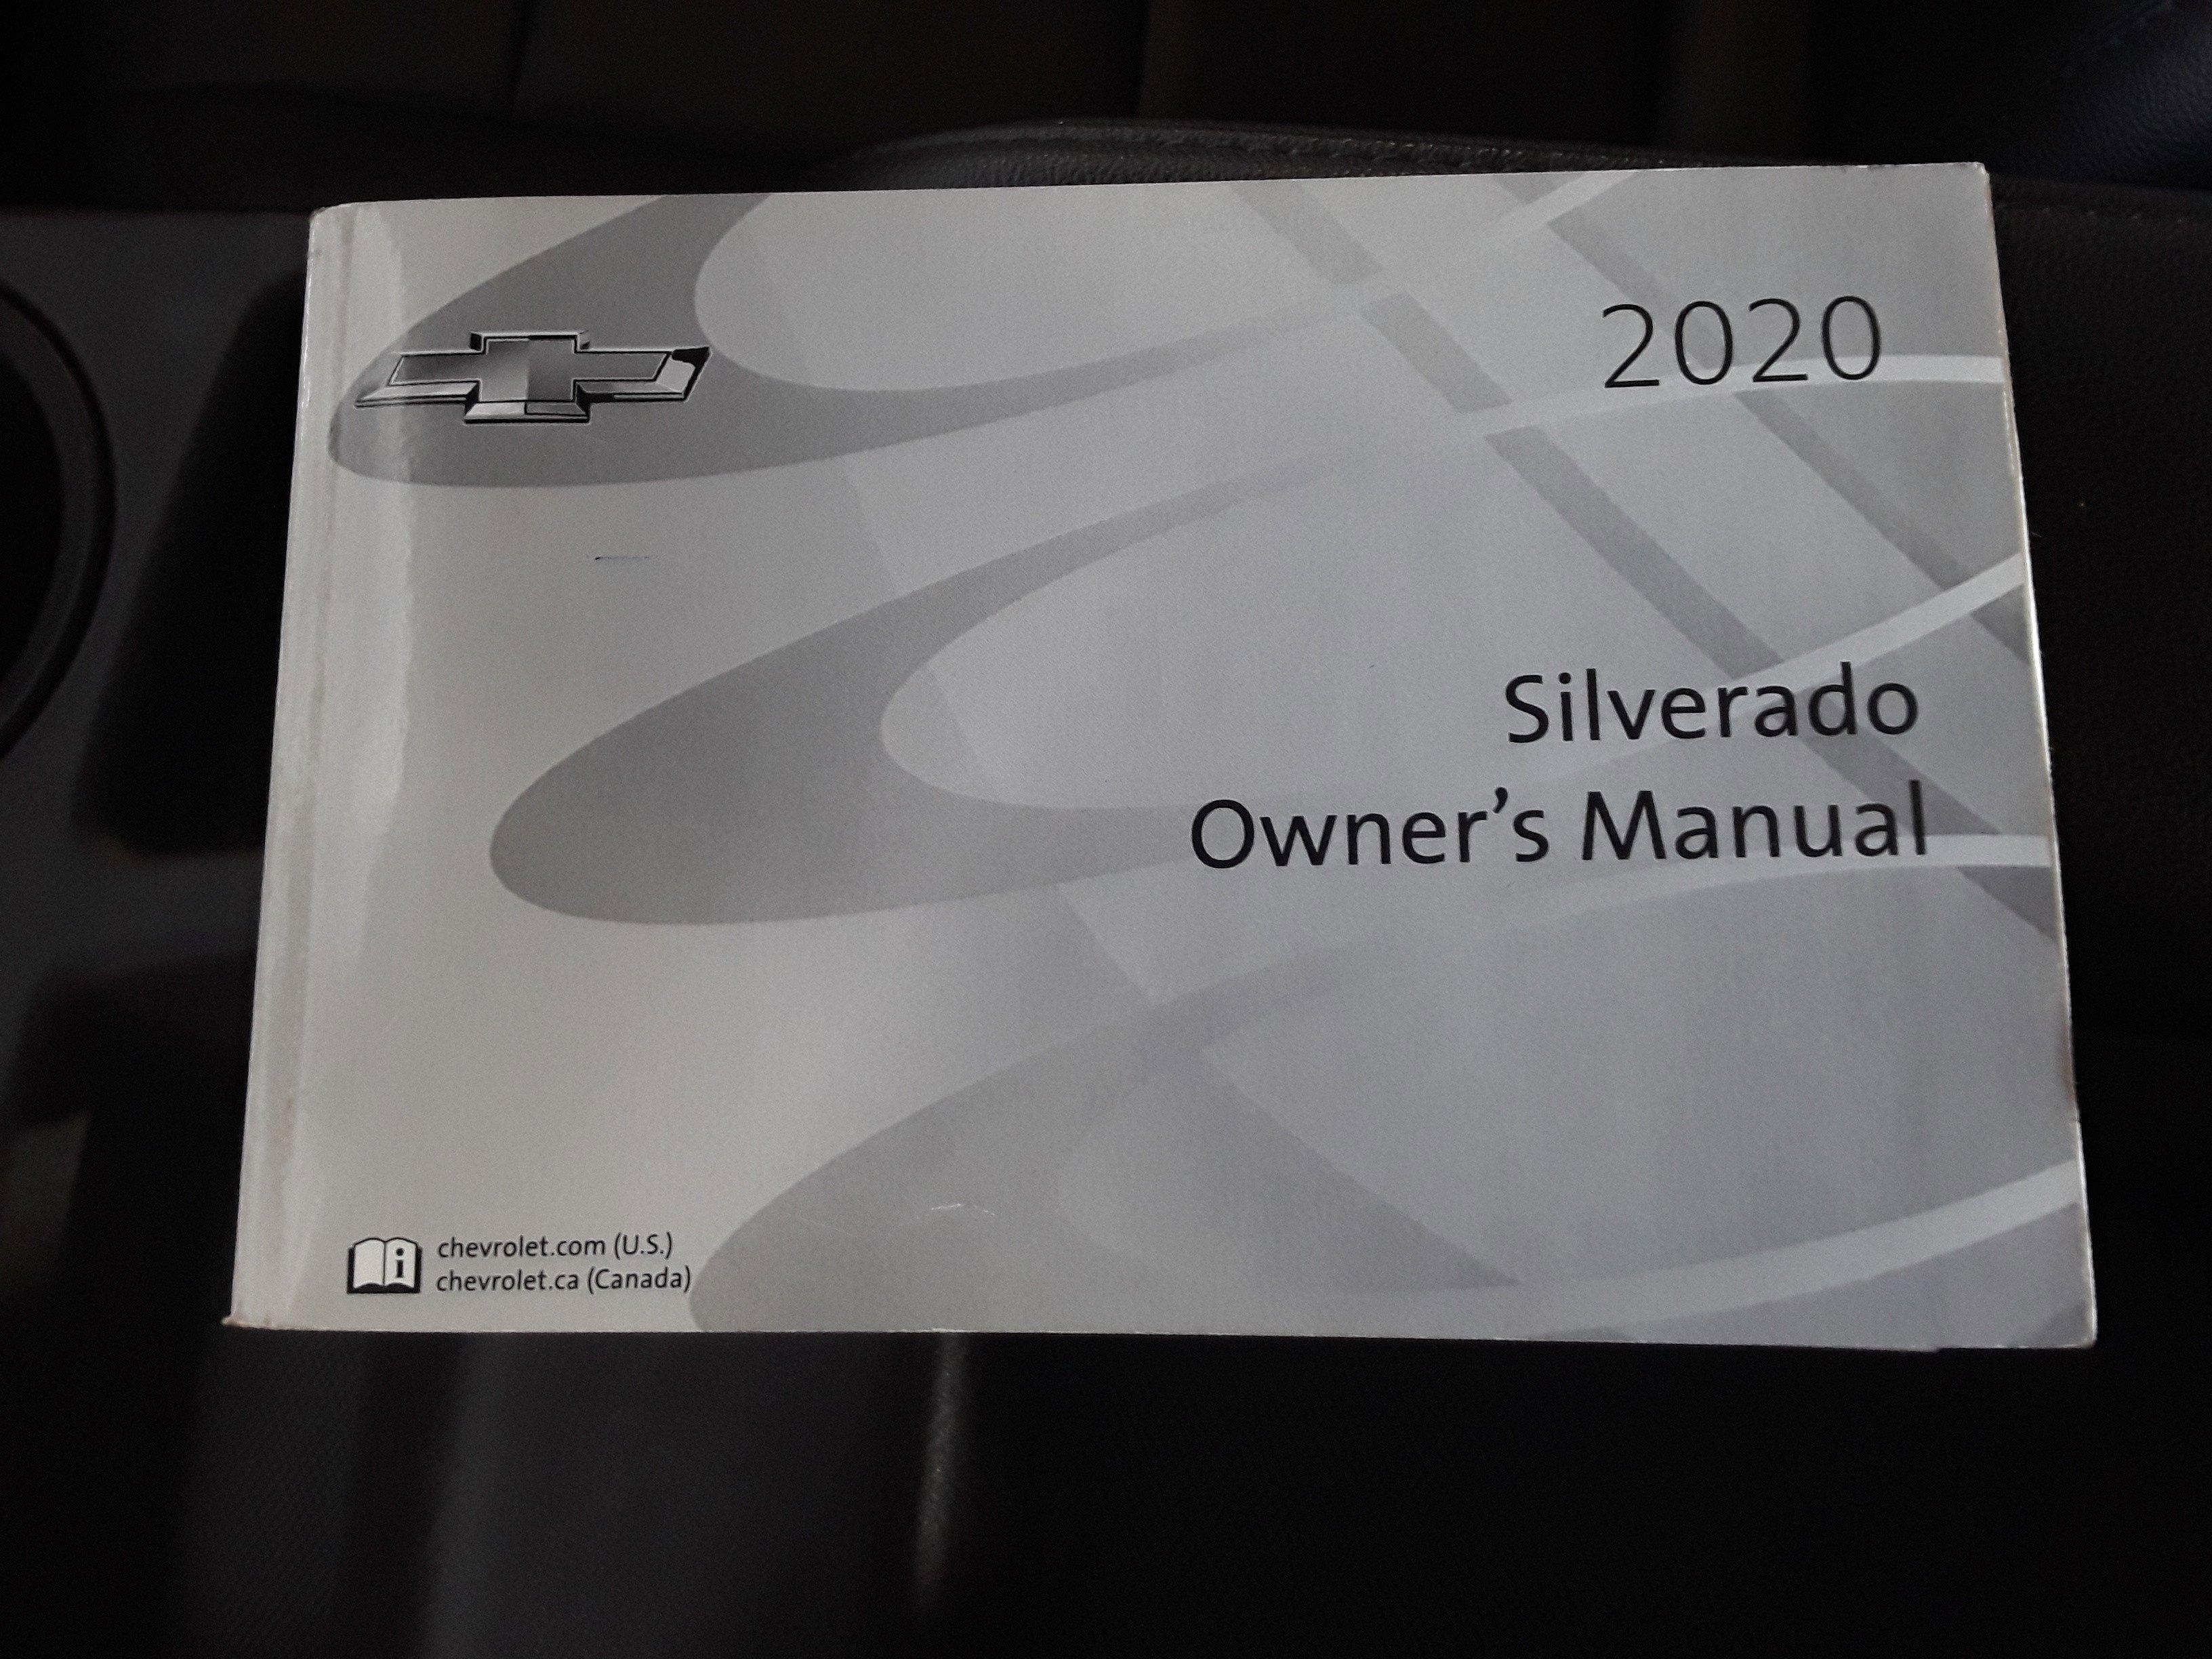 2020
Silverado
Owner’s Manual
chevrolet.com (U.S.)
chevrolet.ca (Canada)